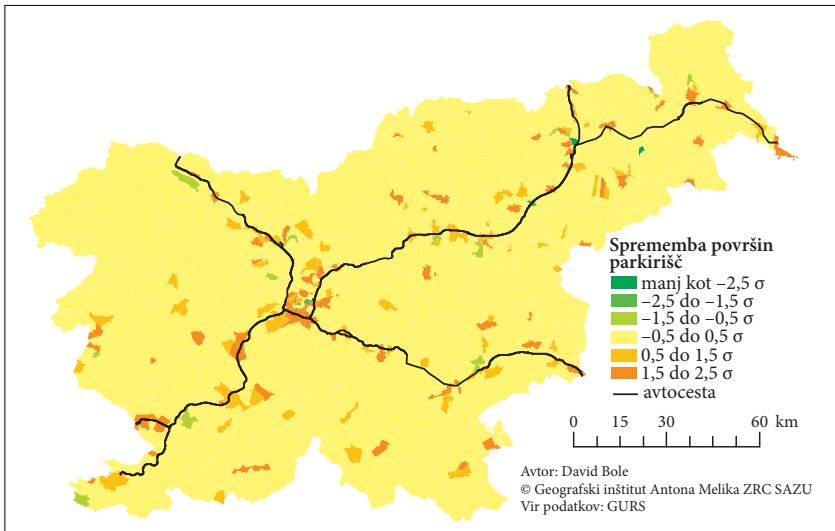 Sprememba površin
parkirišč
manj kot –2,5 σ
–2,5 do –1,5 σ
–1,5 do –0,5 σ
–0,5 do 0,5 σ
0,5 do 1,5 σ
1,5 do 2,5 σ
avtocesta
0 15 30 60 km
Avtor: David Bole
© Geografski inštitut Antona Melika ZRC SAZU
Vir podatkov: GURS